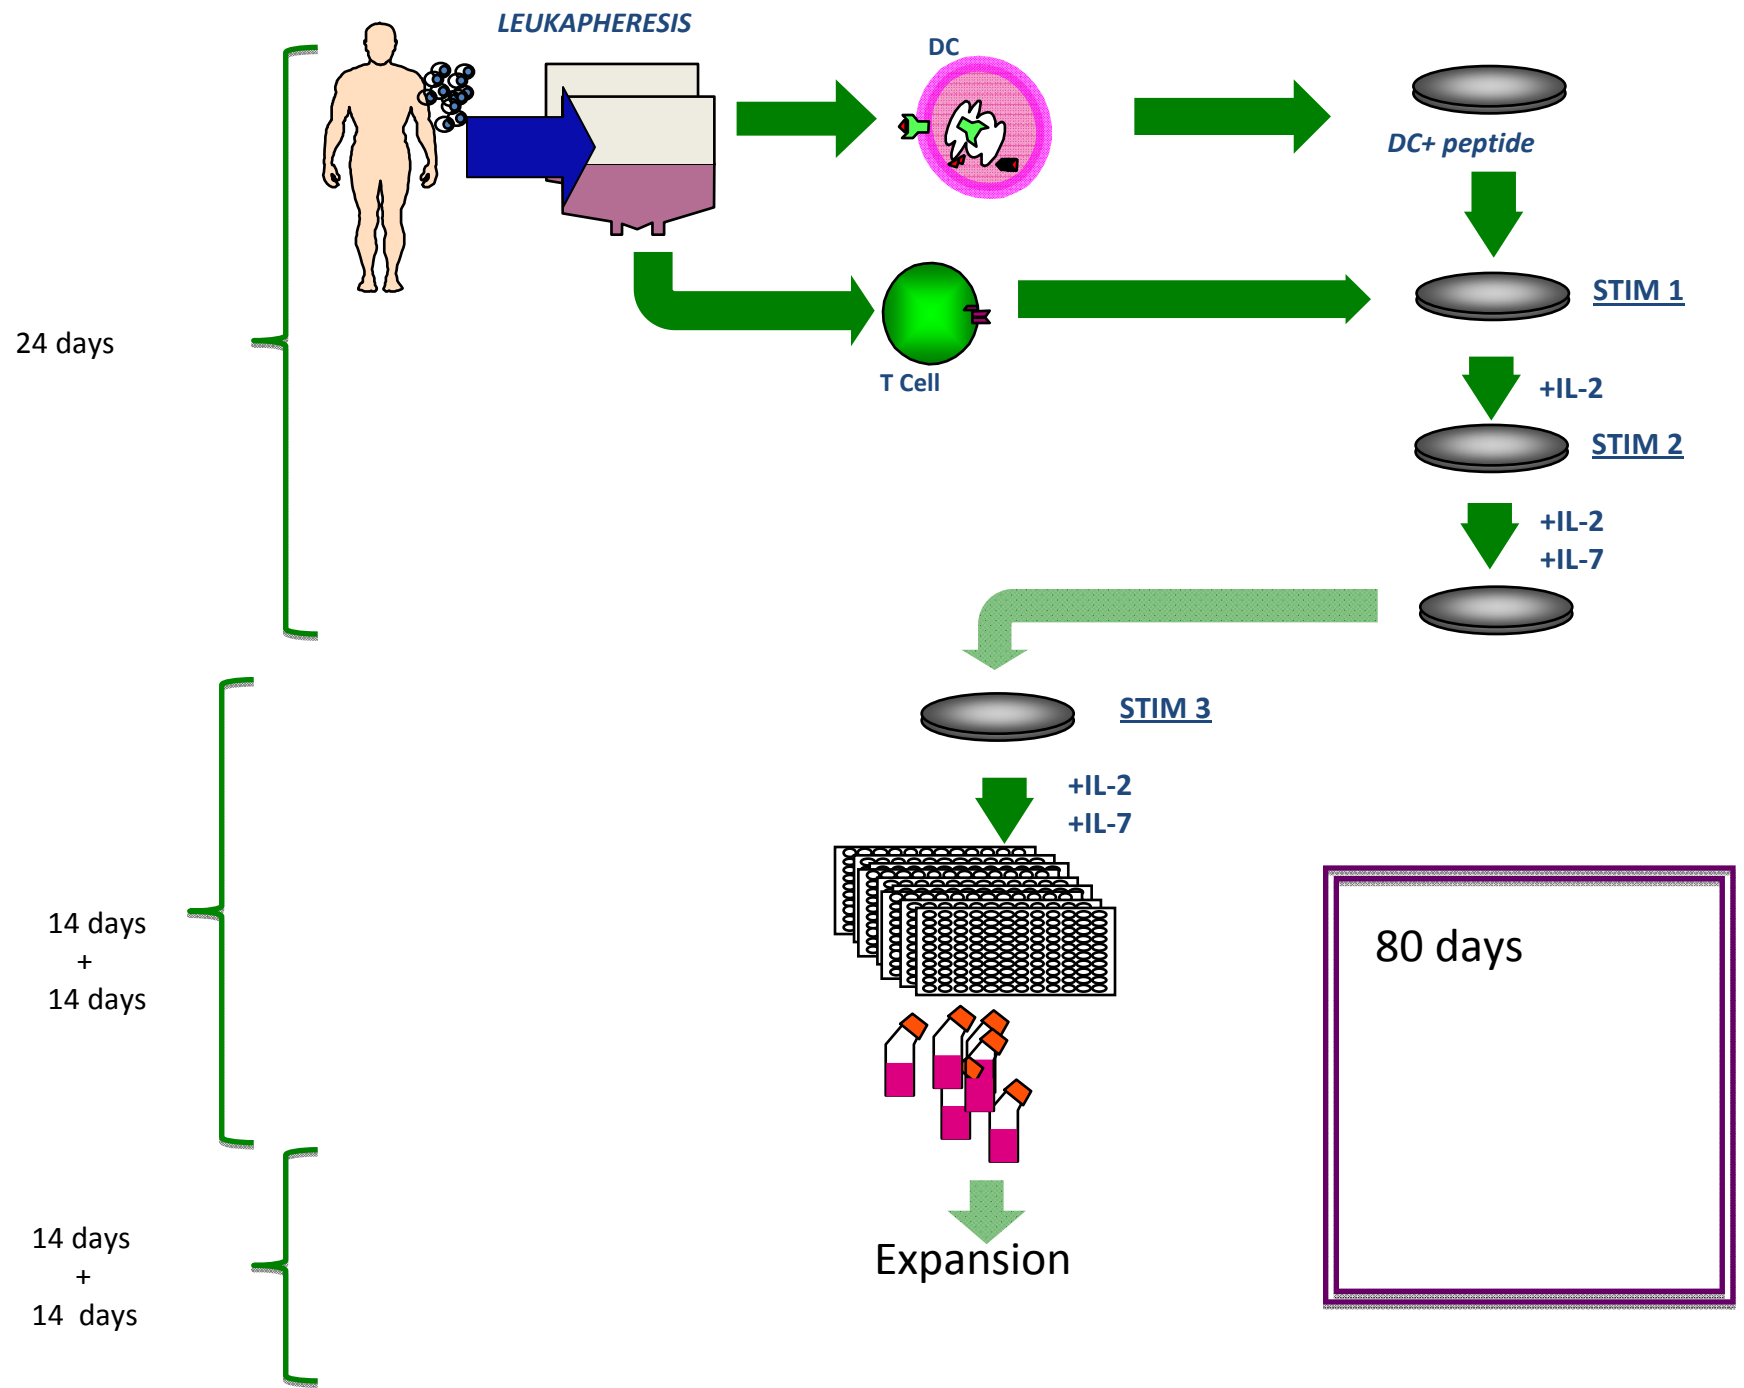 LEUKAPHERESIS
DC
DC+ peptide
STIM 1
24 days
T Cell
+IL-2
STIM 2
+IL-2
+IL-7
STIM 3
+IL-2
+IL-7
14 days
+
14 days
80 days
14 days
+
14 days
Expansion